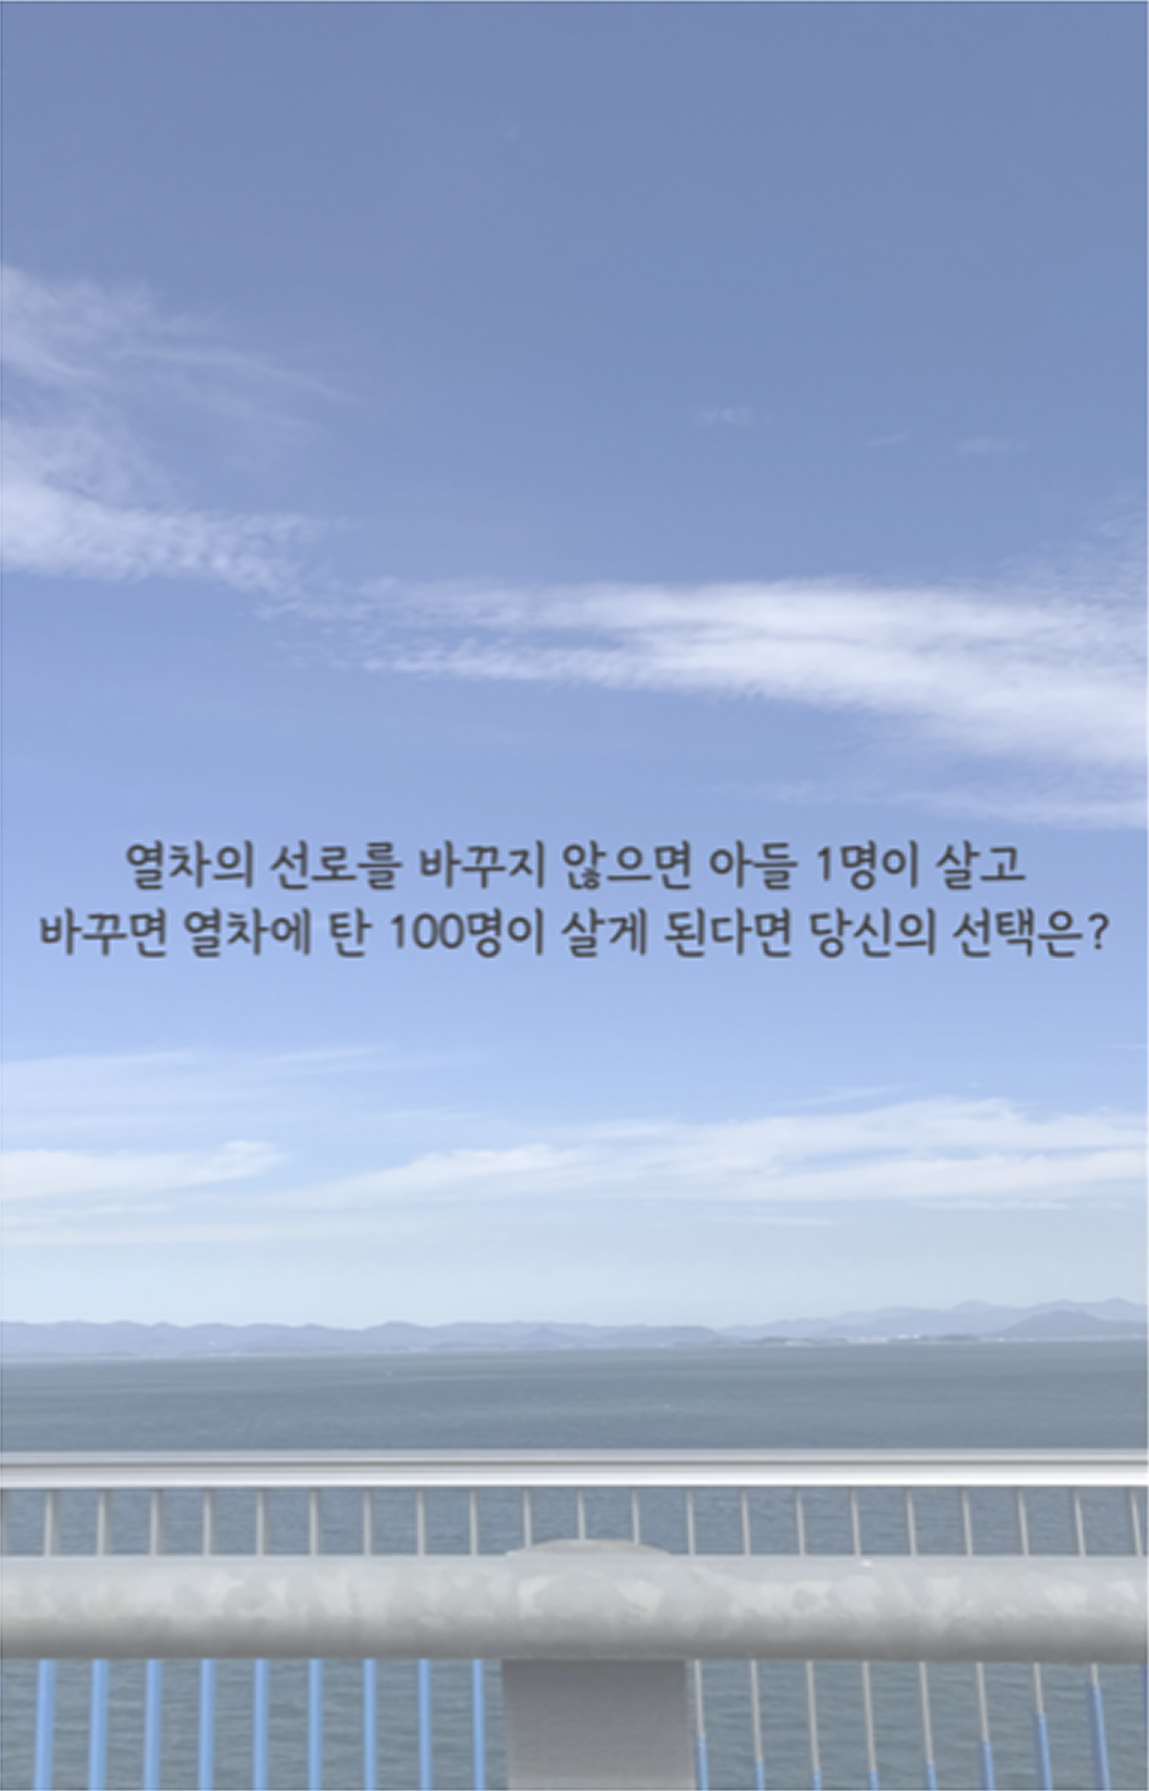 열차의 선로를 바꾸지 않으면 아들 1명이 살고
바꾸면 열차에 탄 100명이 살게 된다면 당신의 선택은?